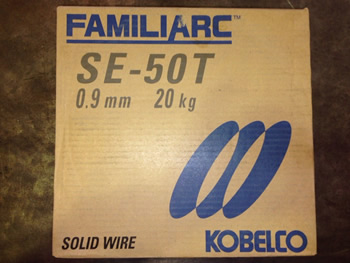 FAMILIARC™
SE-50T
0.9 mm 20 kg
SOLID WIRE KOBELCO